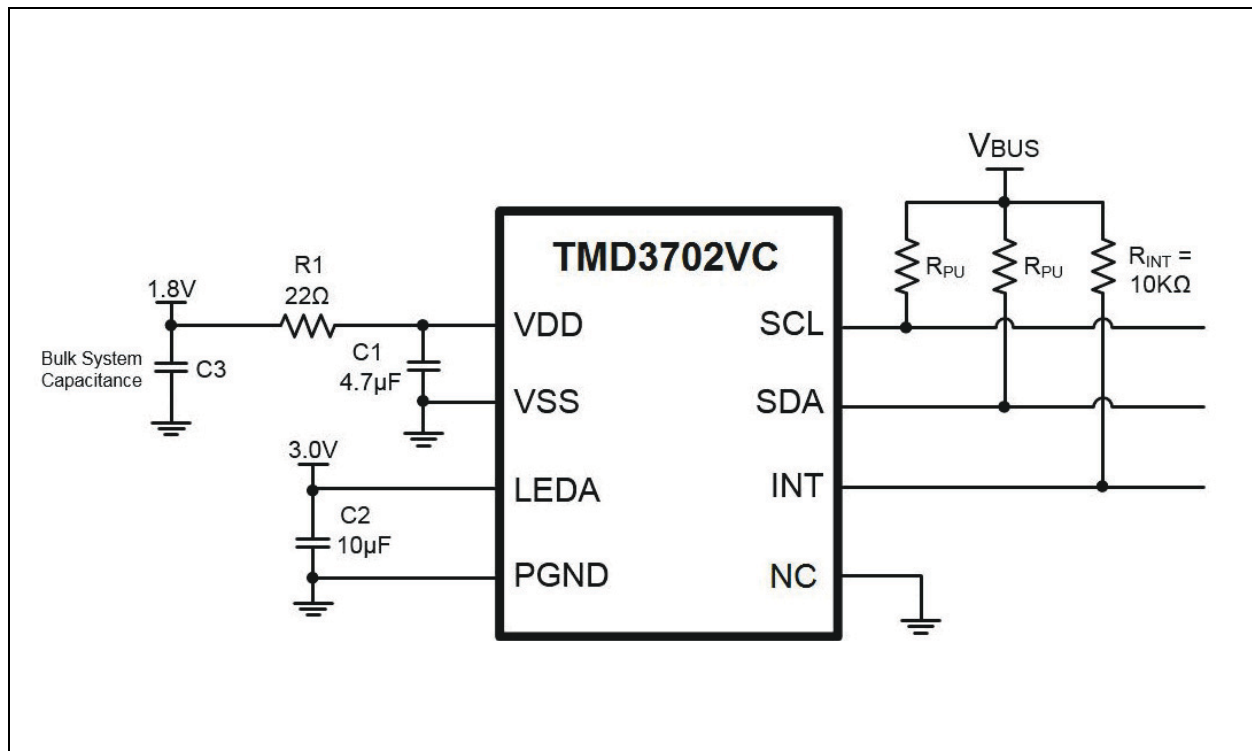 VBUS
TMD3702VC
R1
22Ω
1.8V
VDD
C1
4.7µF
Bulk System
Capacitance
C3
VSS
3.0V
LEDA
C2
10µF
PGND
RPU
RPU
RINT =
10KΩ
SCL
SDA
INT
NC